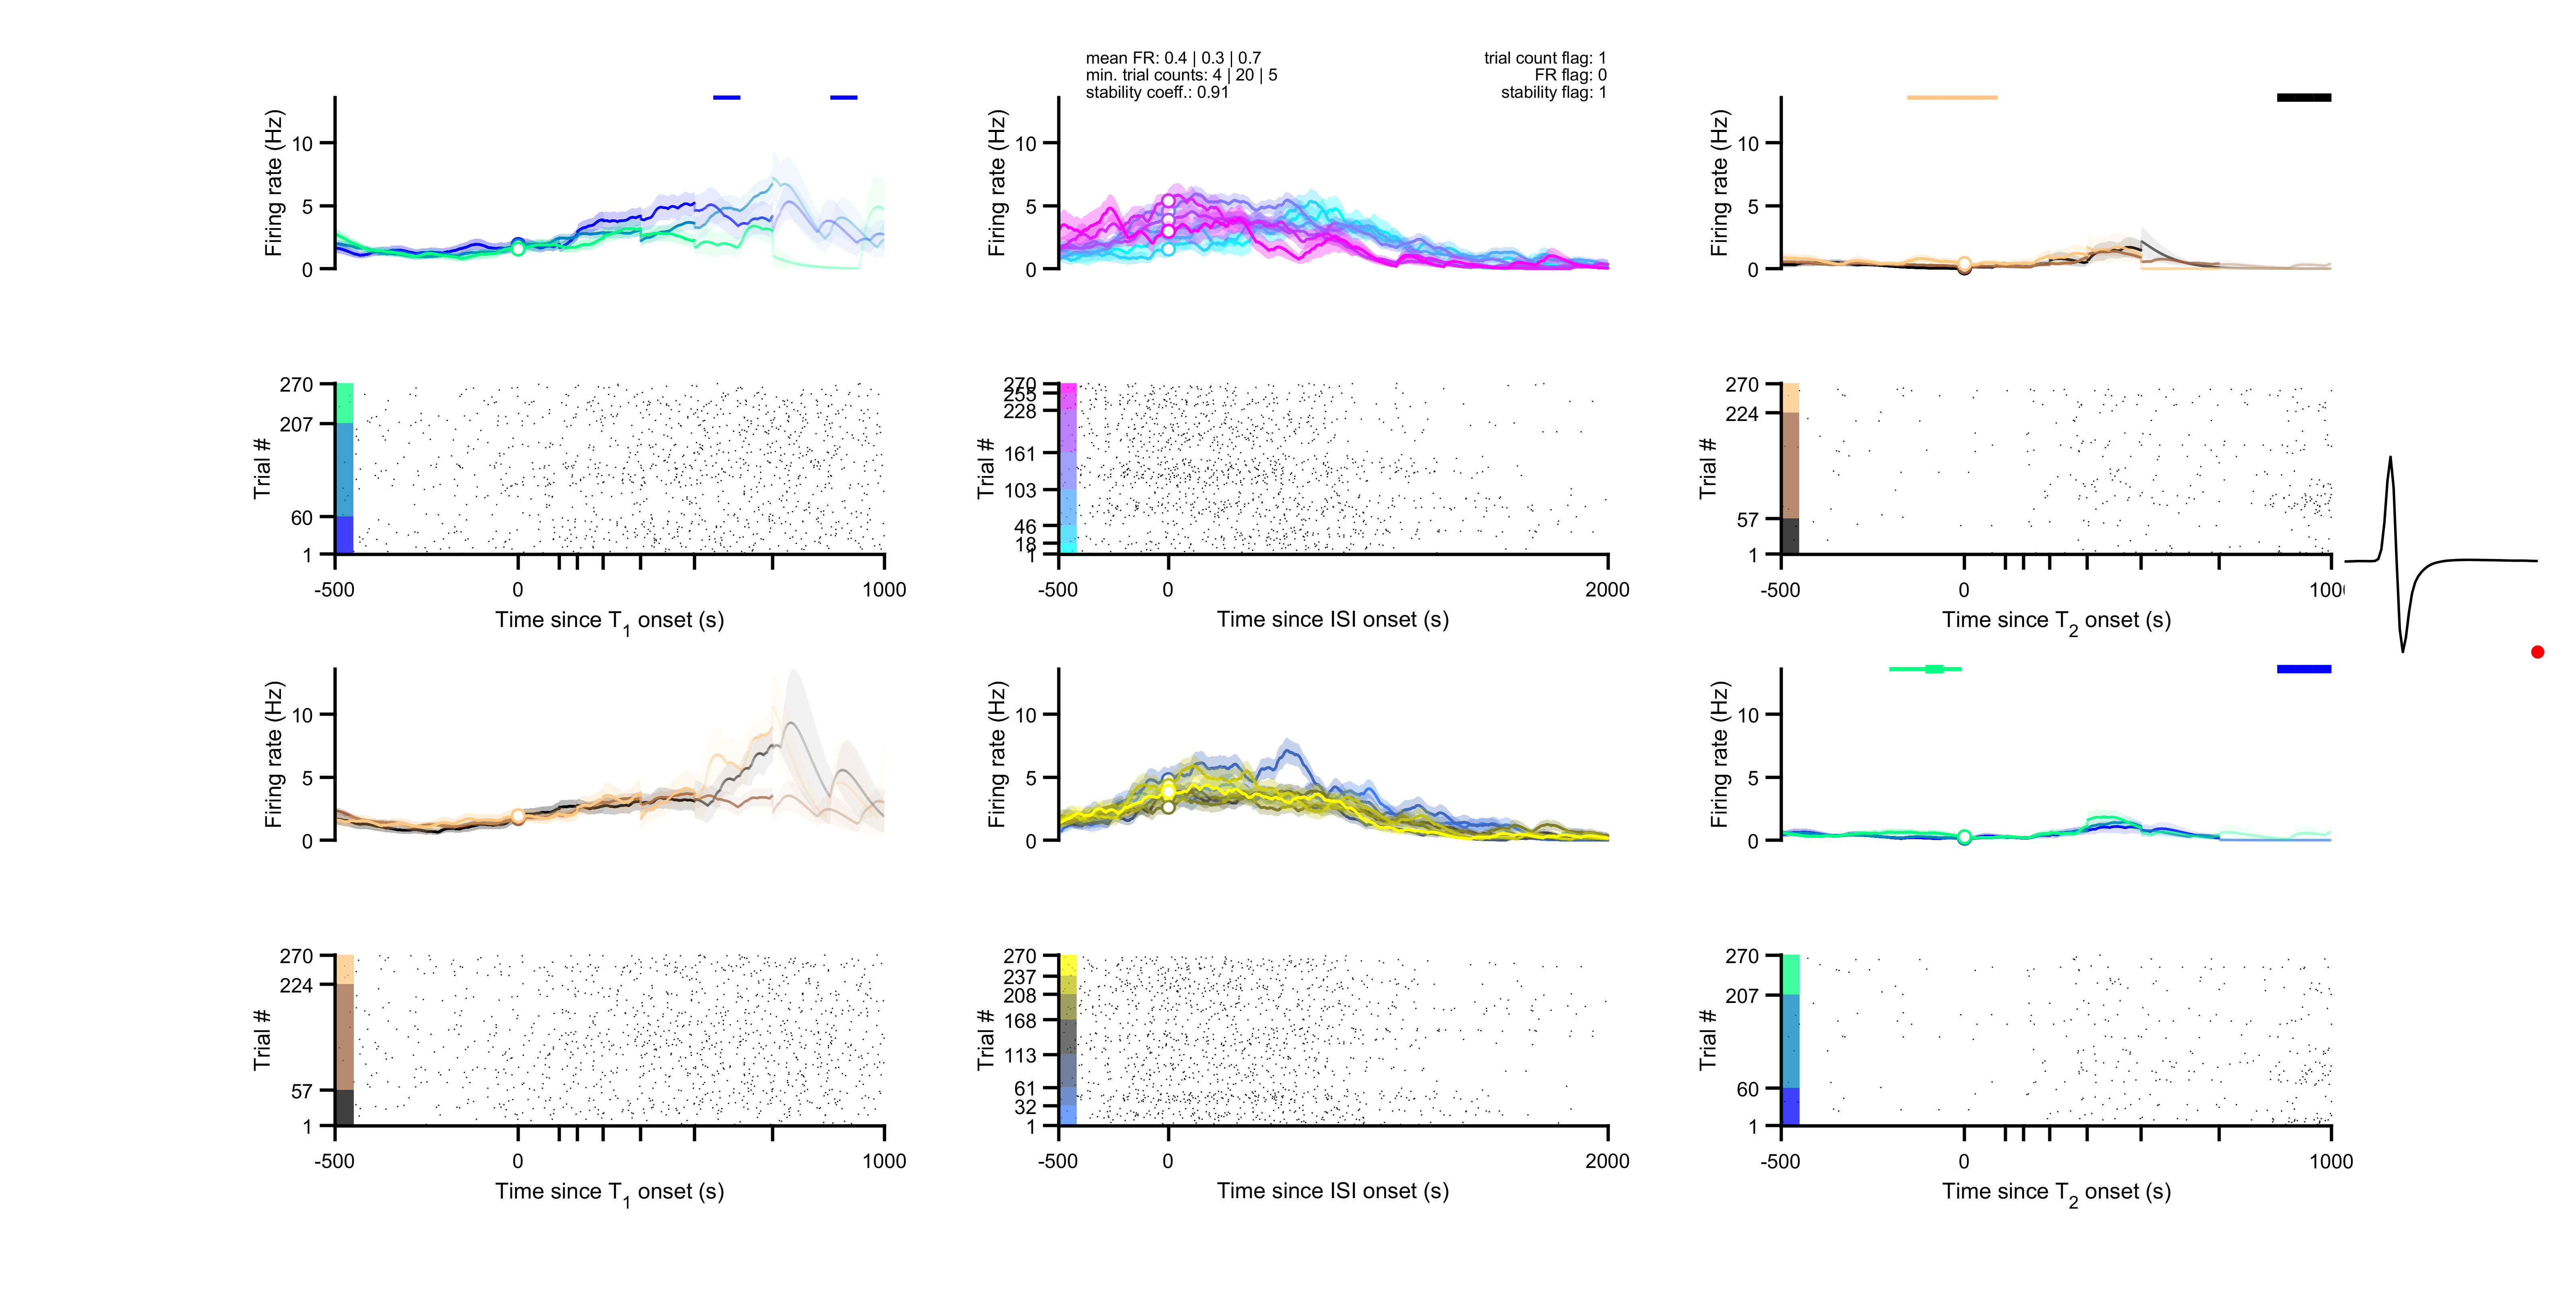 mean FR: 0.4 | 0.3 | 0.7
min. trial counts: 4 | 20 | 5
stability coeff.: 0.91
trial count flag: 1
FR flag: 0
stability flag: 1
Firing rate (Hz)
10
5
0
Firing rate (Hz)
10
5
0
Firing rate (Hz)
10
5
0
Trial #
270
207
60
1
-500
0
1000
Time since T1 onset (s)
Trial #
270
255
228
161
103
46
18
1
-500
0
2000
Time since ISI onset (s)
Trial #
270
224
57
1
-500
0
1000
Time since T2 onset (s)
Firing rate (Hz)
10
5
0
Firing rate (Hz)
10
5
0
Firing rate (Hz)
10
5
0
Trial #
270
224
57
1
-500
0
1000
Time since T1 onset (s)
Trial #
270
237
208
168
113
61
32
1
-500
0
2000
Time since ISI onset (s)
Trial #
270
207
60
1
-500
0
1000
Time since T2 onset (s)